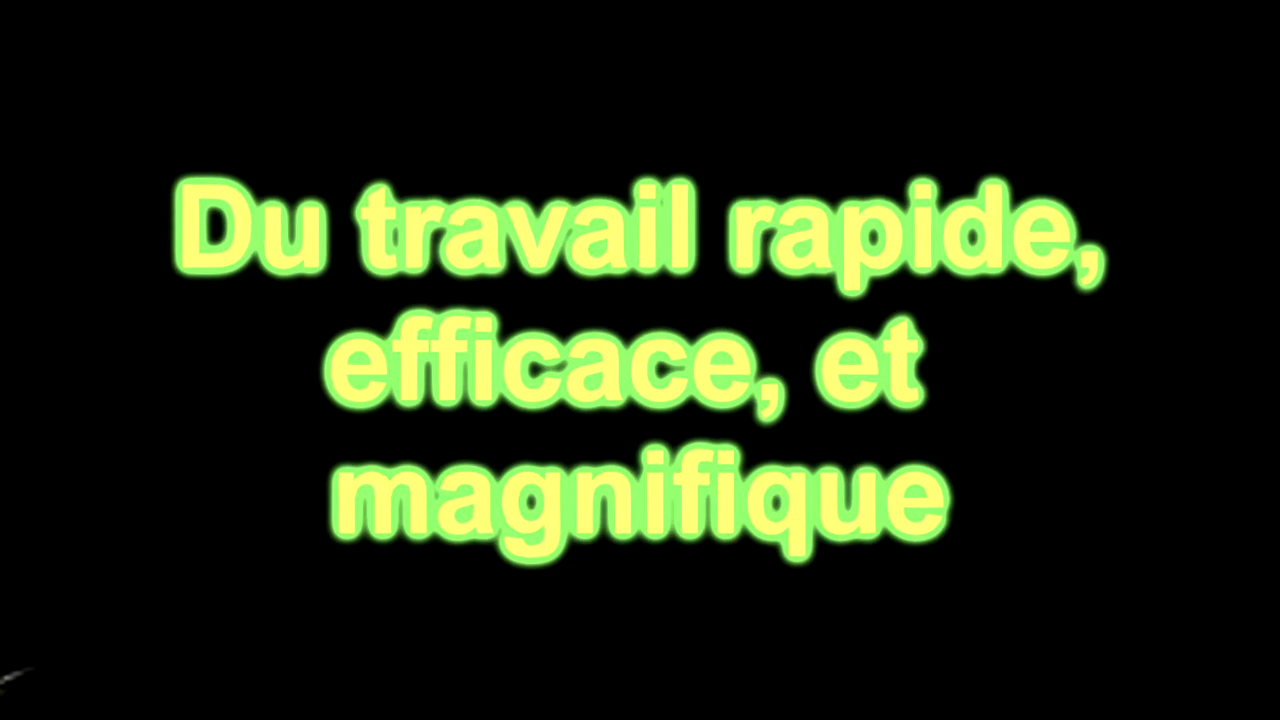 Du travail rapide,
efficace, et
magnifique